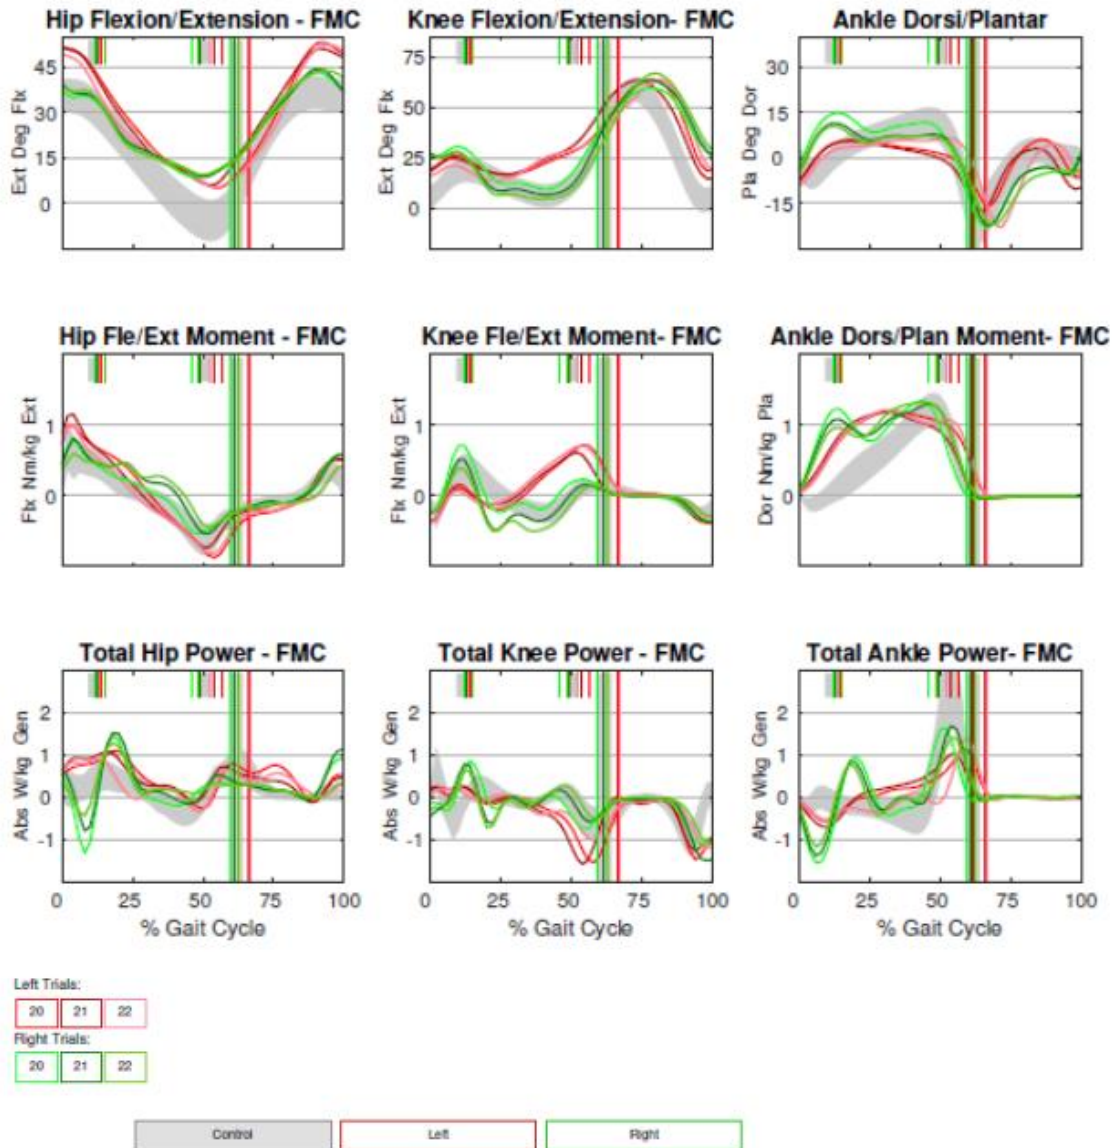 Hip Flexion/Extension - FMC
Knee Flexion/Extension- FMC
Ankle Dorsi/Plantar
Ext Deg Flx
45
30
15
0
Ext Deg Flx
75
50
25
0
Pla Deg Dor
30
15
0
-15
Hip Fle/Ext Moment - FMC
Knee Fle/Ext Moment- FMC
Ankle Dors/Plan Moment- FMC
Flx Nm/kg Ext
1
0
Flx Nm/kg Ext
1
0
Dor Nm/kg Pla
1
0
Total Hip Power - FMC
Total Knee Power - FMC
Total Ankle Power- FMC
Abs W/kg Gen
2
1
0
-1
Abs W/kg Gen
2
1
0
-1
Abs W/kg Gen
2
1
0
-1
0 25 50 75 100
0 25 50 75 100
0 25 50 75 100
% Gait Cycle
% Gait Cycle
% Gait Cycle
Left Trials:
20 21 22
Right Trials:
20 21 22
Control Left Right